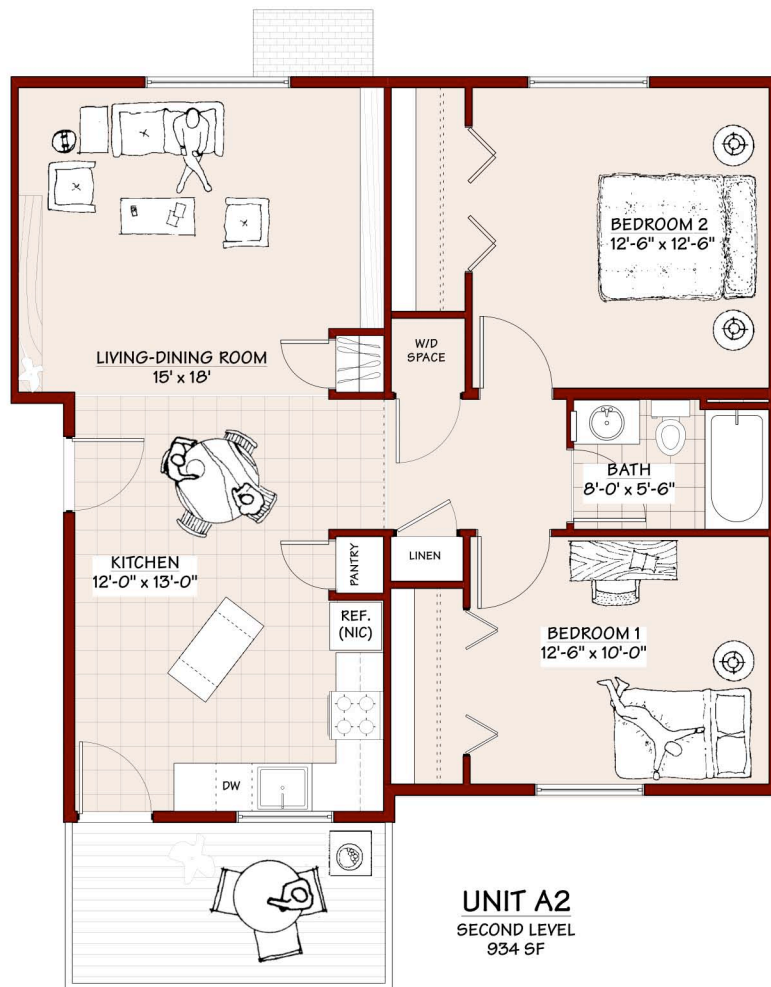 BEDROOM 2
12'-6" x 12'-6"
W/D
SPACE
LIVING-DINING ROOM
15' x 18'
BATH
8'-0" x 5'-6"
KITCHEN
12'-0" x 13'-0"
PANTRY
LINEN
REF.
(NIC)
BEDROOM 1
12'-6" x 10'-0"
DW
UNIT A2
SECOND LEVEL
934 SF